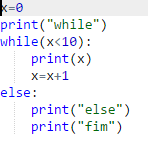 x=0
print("while")
while(x<10):
    print(x)
    x=x+1
else:
    print("else")
    print("fim")